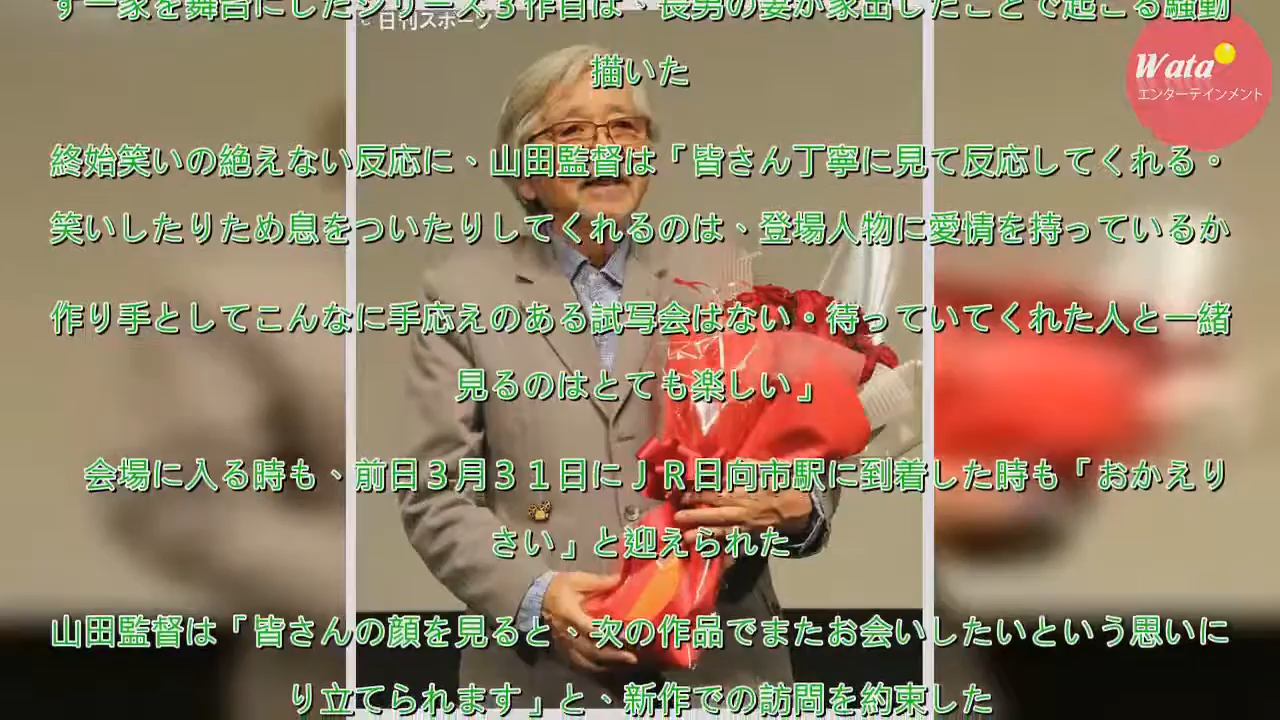 す一家を舞台にしたシリーズ３作目は、長男の妻が家出したことで起こる騒動
© 日刊スポーツ
描いた
Wata
エンターテインメント
終始笑いの絶えない反応に、山田監督は「皆さん丁寧に見て反応してくれる・
笑いしたりため息をついたりしてくれるのは、登場人物に愛情を持っているか
作り手としてこんなに手応えのある試写会はない・待っていてくれた人と一緒
見るのはとても楽しい」
会場に入る時も、前日３月３１日にＪＲ日向市駅に到着した時も「おかえり
さい」と迎えられた
山田監督は「皆さんの顔を見ると、次の作品でまたお会いしたいという思いに
り立てられます」と、新作での訪問を約束した